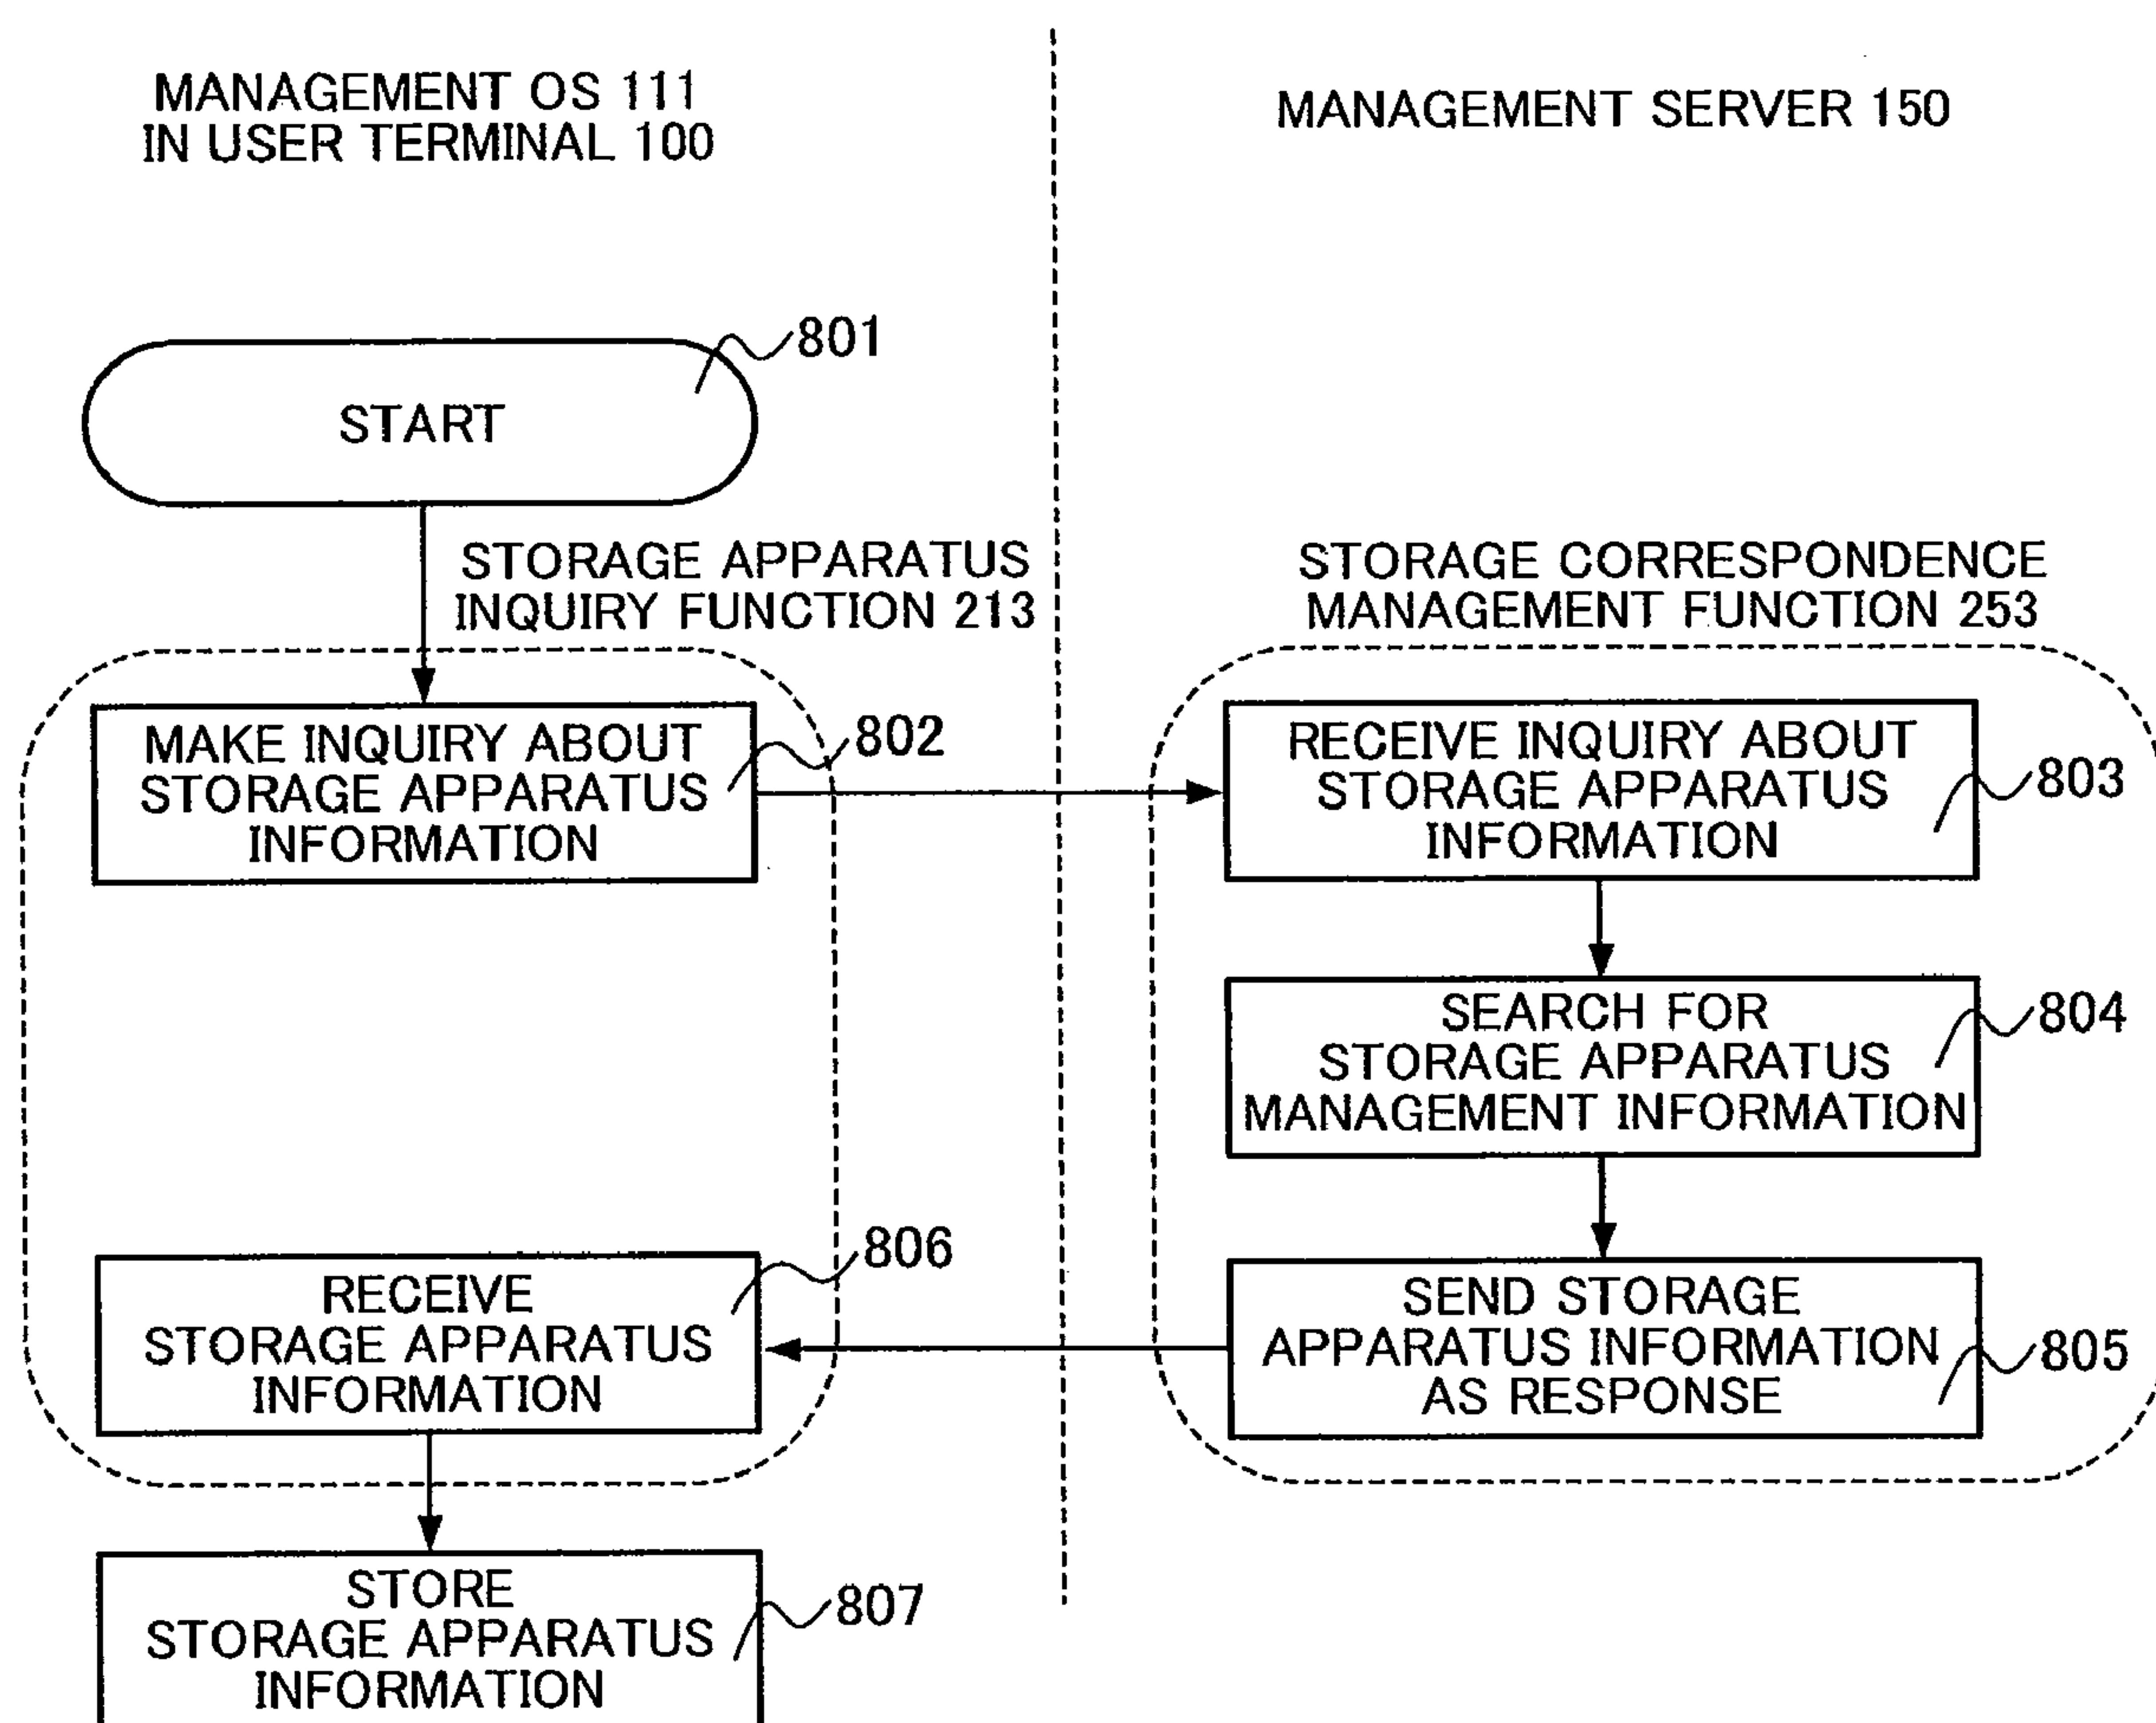 MANAGEMENT OS 111
IN USER TERMINAL 100
MANAGEMENT SERVER 150
801
START
STORAGE APPARATUS
INQUIRY FUNCTION 213
STORAGE CORRESPONDENCE
MANAGEMENT FUNCTION 253
MAKE INQUIRY ABOUT
STORAGE APPARATUS
INFORMATION
802
RECEIVE INQUIRY ABOUT
STORAGE APPARATUS
INFORMATION
803
SEARCH FOR
STORAGE APPARATUS
MANAGEMENT INFORMATION
804
SEND STORAGE
APPARATUS INFORMATION
AS RESPONSE
805
RECEIVE
STORAGE APPARATUS
INFORMATION
806
STORE
STORAGE APPARATUS
INFORMATION
807